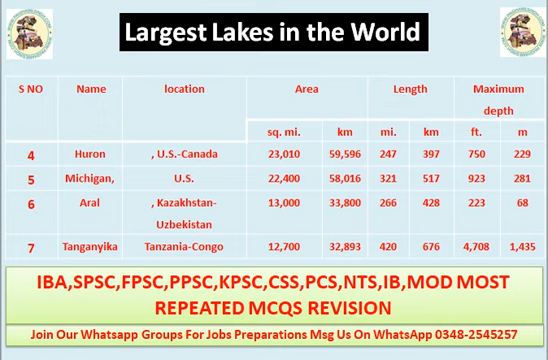 Largest Lakes in the World
S NO Name location Area Length Maximum
depth
sq. mi. km mi. km ft. m
4 Huron , U.S.-Canada 23,010 59,596 247 397 750 229
5 Michigan, U.S. 22,400 58,016 321 517 923 281
6 Aral , Kazakhstan- 13,000 33,800 266 428 223 68
Uzbekistan
7 Tanganyika Tanzania-Congo 12,700 32,893 420 676 4,708 1,435
IBA,SPSC,FPSC,PPSC,KPSC,CSS,PCS,NTS,IB,MOD MOST
REPEATED MCQS REVISION
Join Our Whatsapp Groups For Jobs Preparations Msg Us On WhatsApp 0348-2545257